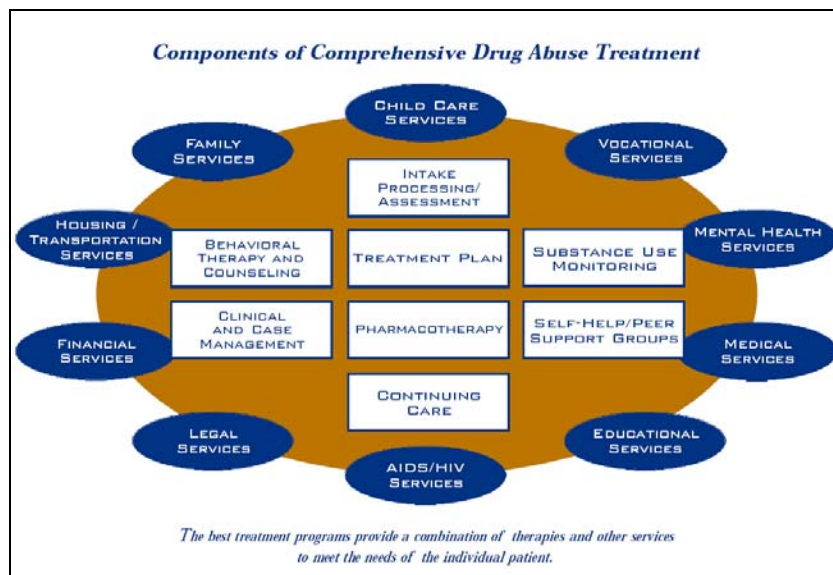 Components of Comprehensive Drug Abuse Treatment
CHILD CARE
SERVICES
FAMILY
SERVICES
VOCATIONAL
SERVICES
INTAKE
PROCESSING/
ASSESSMENT
HOUSING /
TRANSPORTATION
SERVICES
BEHAVIORAL
THERAPY AND
COUNSELING
TREATMENT PLAN
SUBSTANCE USE
MONITORING
MENTAL HEALTH
SERVICES
FINANCIAL
SERVICES
CLINICAL
AND CASE
MANAGEMENT
PHARMACOTHERAPY
SELF-HELP/PEER
SUPPORT GROUPS
MEDICAL
SERVICES
CONTINUING
CARE
LEGAL
SERVICES
AIDS/HIV
SERVICES
EDUCATIONAL
SERVICES
The best treatment programs provide a combination of therapies and other services
to meet the needs of the individual patient.